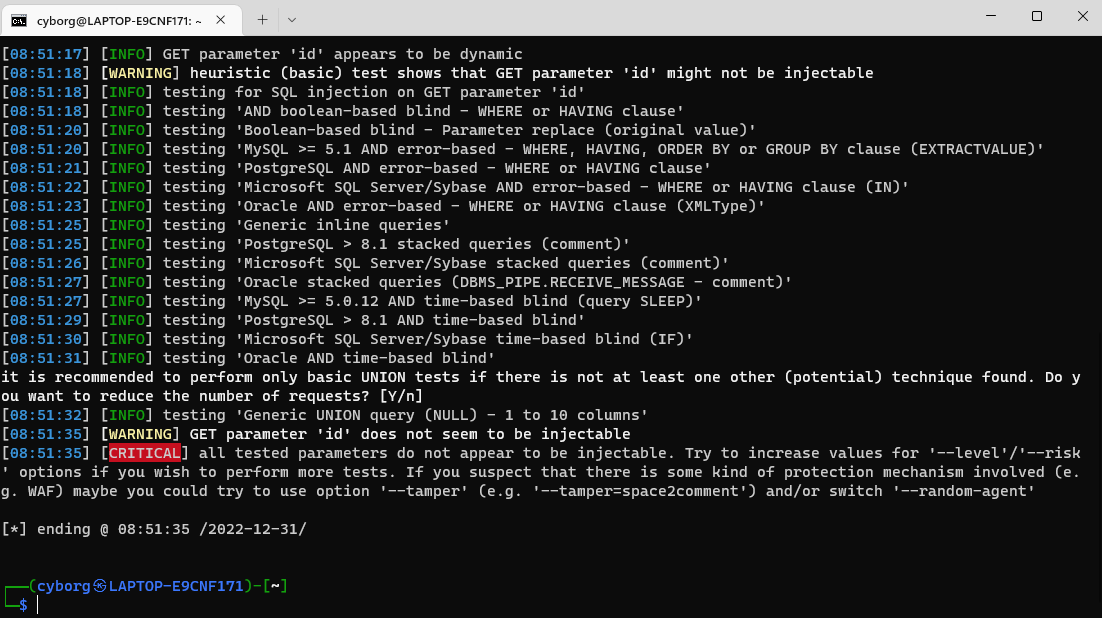 cyborg@LAPTOP-E9CNF171: ~
[08:51:17] [INFO] GET parameter 'id' appears to be dynamic
[08:51:18] [WARNING] heuristic (basic) test shows that GET parameter 'id' might not be injectable
[08:51:18] [INFO] testing for SQL injection on GET parameter 'id'
[08:51:18] [INFO] testing 'AND boolean-based blind - WHERE or HAVING clause'
[08:51:20] [INFO] testing 'Boolean-based blind - Parameter replace (original value)'
[08:51:20] [INFO] testing 'MySQL >= 5.1 AND error-based - WHERE, HAVING, ORDER BY or GROUP BY clause (EXTRACTVALUE)'
[08:51:21] [INFO] testing 'PostgreSQL AND error-based - WHERE or HAVING clause'
[08:51:22] [INFO] testing 'Microsoft SQL Server/Sybase AND error-based - WHERE or HAVING clause (IN)'
[08:51:23] [INFO] testing 'Oracle AND error-based - WHERE or HAVING clause (XMLType)'
[08:51:25] [INFO] testing 'Generic inline queries'
[08:51:25] [INFO] testing 'PostgreSQL > 8.1 stacked queries (comment)'
[08:51:26] [INFO] testing 'Microsoft SQL Server/Sybase stacked queries (comment)'
[08:51:27] [INFO] testing 'Oracle stacked queries (DBMS_PIPE.RECEIVE_MESSAGE - comment)'
[08:51:27] [INFO] testing 'MySQL >= 5.0.12 AND time-based blind (query SLEEP)'
[08:51:29] [INFO] testing 'PostgreSQL > 8.1 AND time-based blind'
[08:51:30] [INFO] testing 'Microsoft SQL Server/Sybase time-based blind (IF)'
[08:51:31] [INFO] testing 'Oracle AND time-based blind'
it is recommended to perform only basic UNION tests if there is not at least one other (potential) technique found. Do y
ou want to reduce the number of requests? [Y/n]
[08:51:32] [INFO] testing 'Generic UNION query (NULL) - 1 to 10 columns'
[08:51:35] [WARNING] GET parameter 'id' does not seem to be injectable
[08:51:35] [CRITICAL] all tested parameters do not appear to be injectable. Try to increase values for '--level'/'--risk
' options if you wish to perform more tests. If you suspect that there is some kind of protection mechanism involved (e.
g. WAF) maybe you could try to use option '--tamper' (e.g. '--tamper=space2comment') and/or switch '--random-agent'
[*] ending @ 08:51:35 /2022-12-31/
┌──(cyborg㉿LAPTOP-E9CNF171)-[~]
└─$